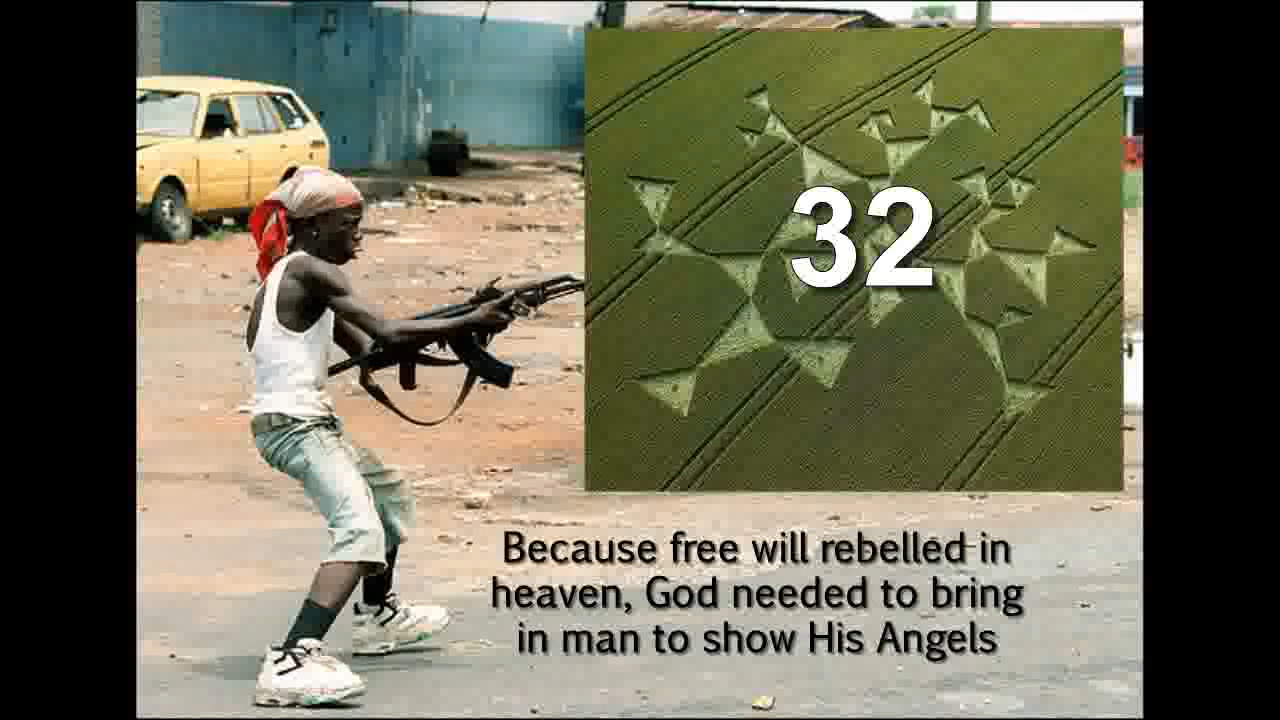 32
Because free will rebelled in
heaven, God needed to bring
in man to show His Angels